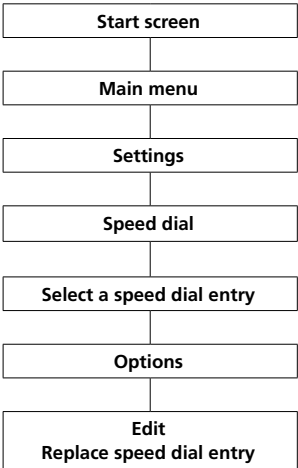 Start screen
Main menu
Settings
Speed dial
Select a speed dial entry
Options
Edit
Replace speed dial entry